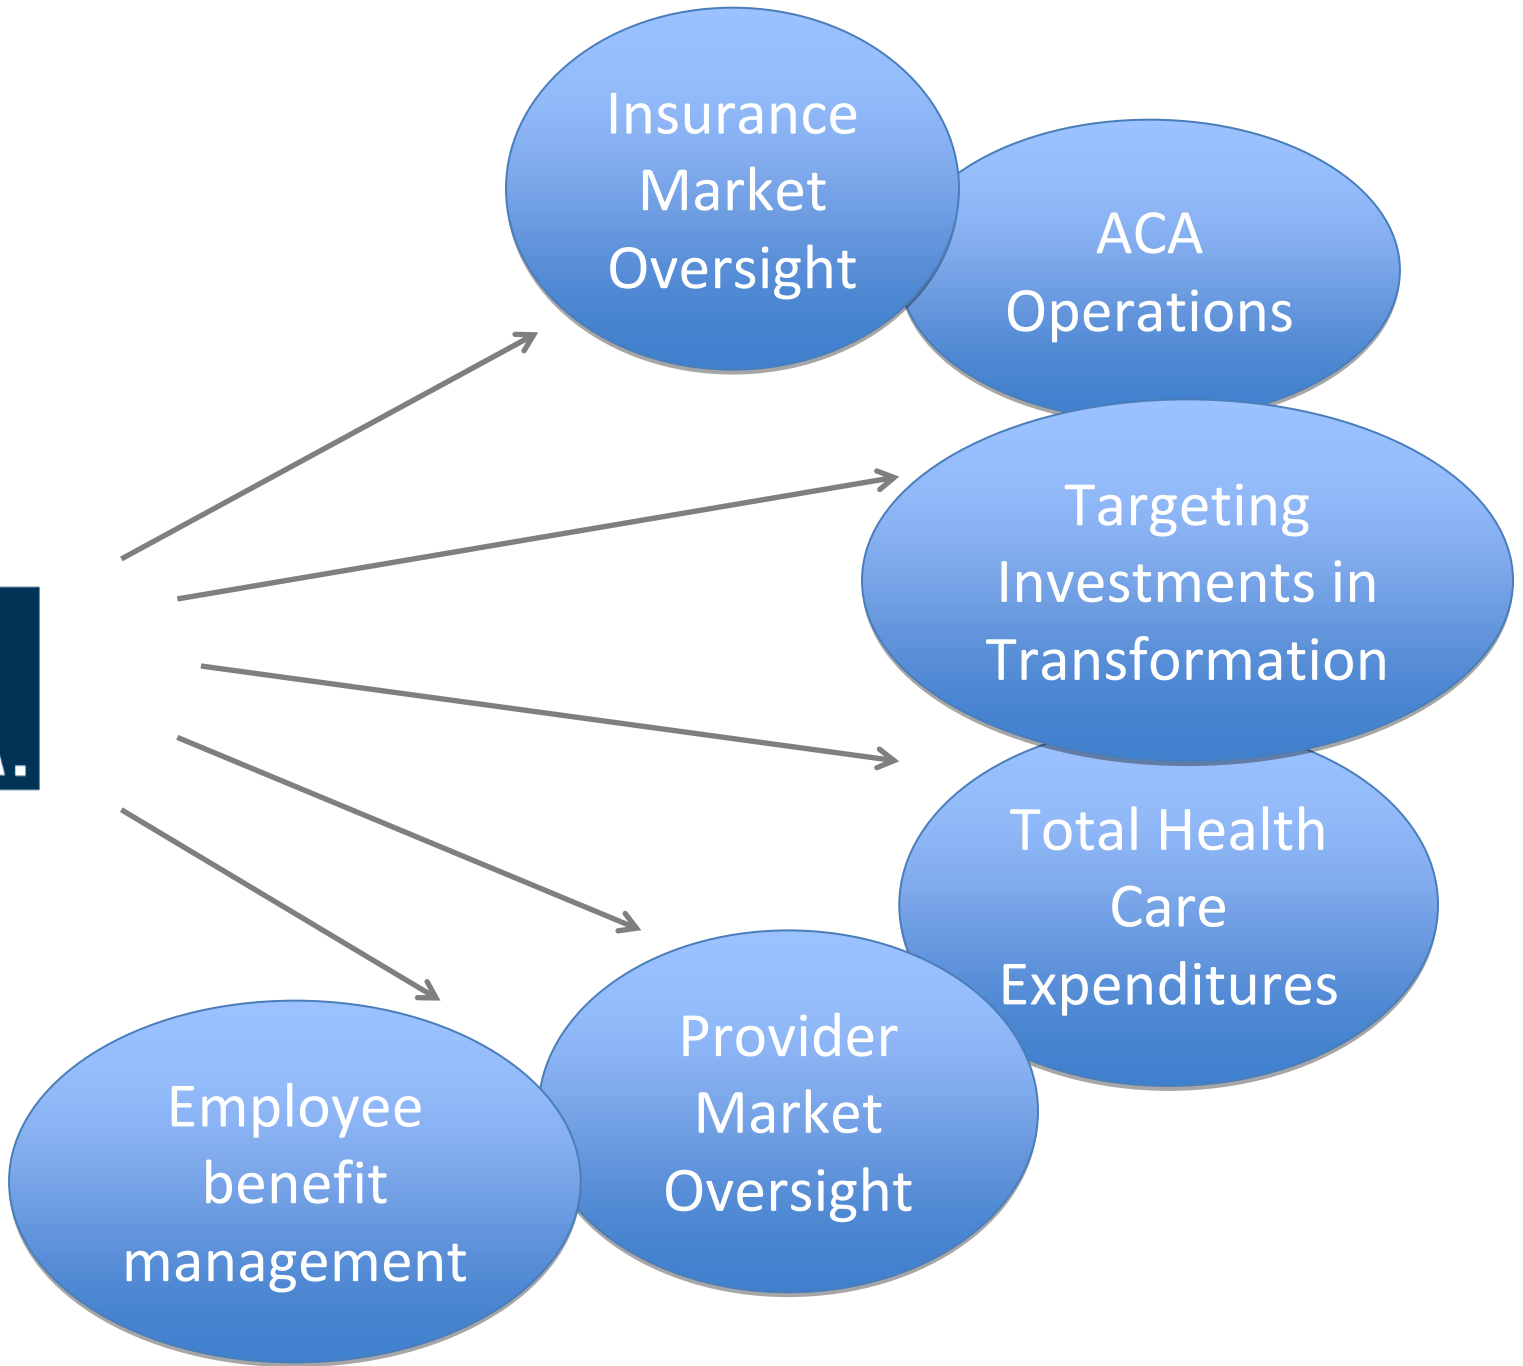 Insurance
Market
Oversight
ACA
Operations
Targeting
Investments in
Transformation
Total Health
Care
Expenditures
Provider
Market
Oversight
Employee
benefit
management